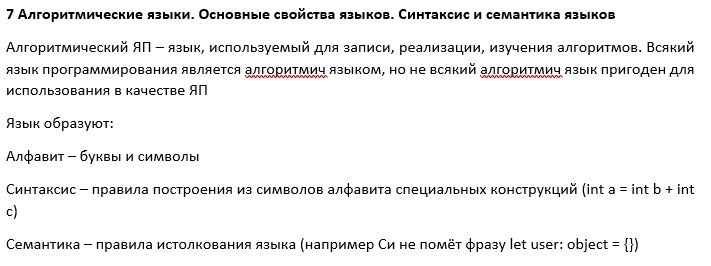 7 Алгоритмические языки. Основные свойства языков. Синтаксис и семантика языков
Алгоритмический ЯП – язык, используемый для записи, реализации, изучения алгоритмов. Всякий
язык программирования является алгоритмич языком, но не всякий алгоритмич язык пригоден для
использования в качестве ЯП
Язык образуют:
Алфавит – буквы и символы
Синтаксис – правила построения из символов алфавита специальных конструкций (int a = int b + int
c)
Семантика – правила истолкования языка (например Си не помёт фразу let user: object = {})